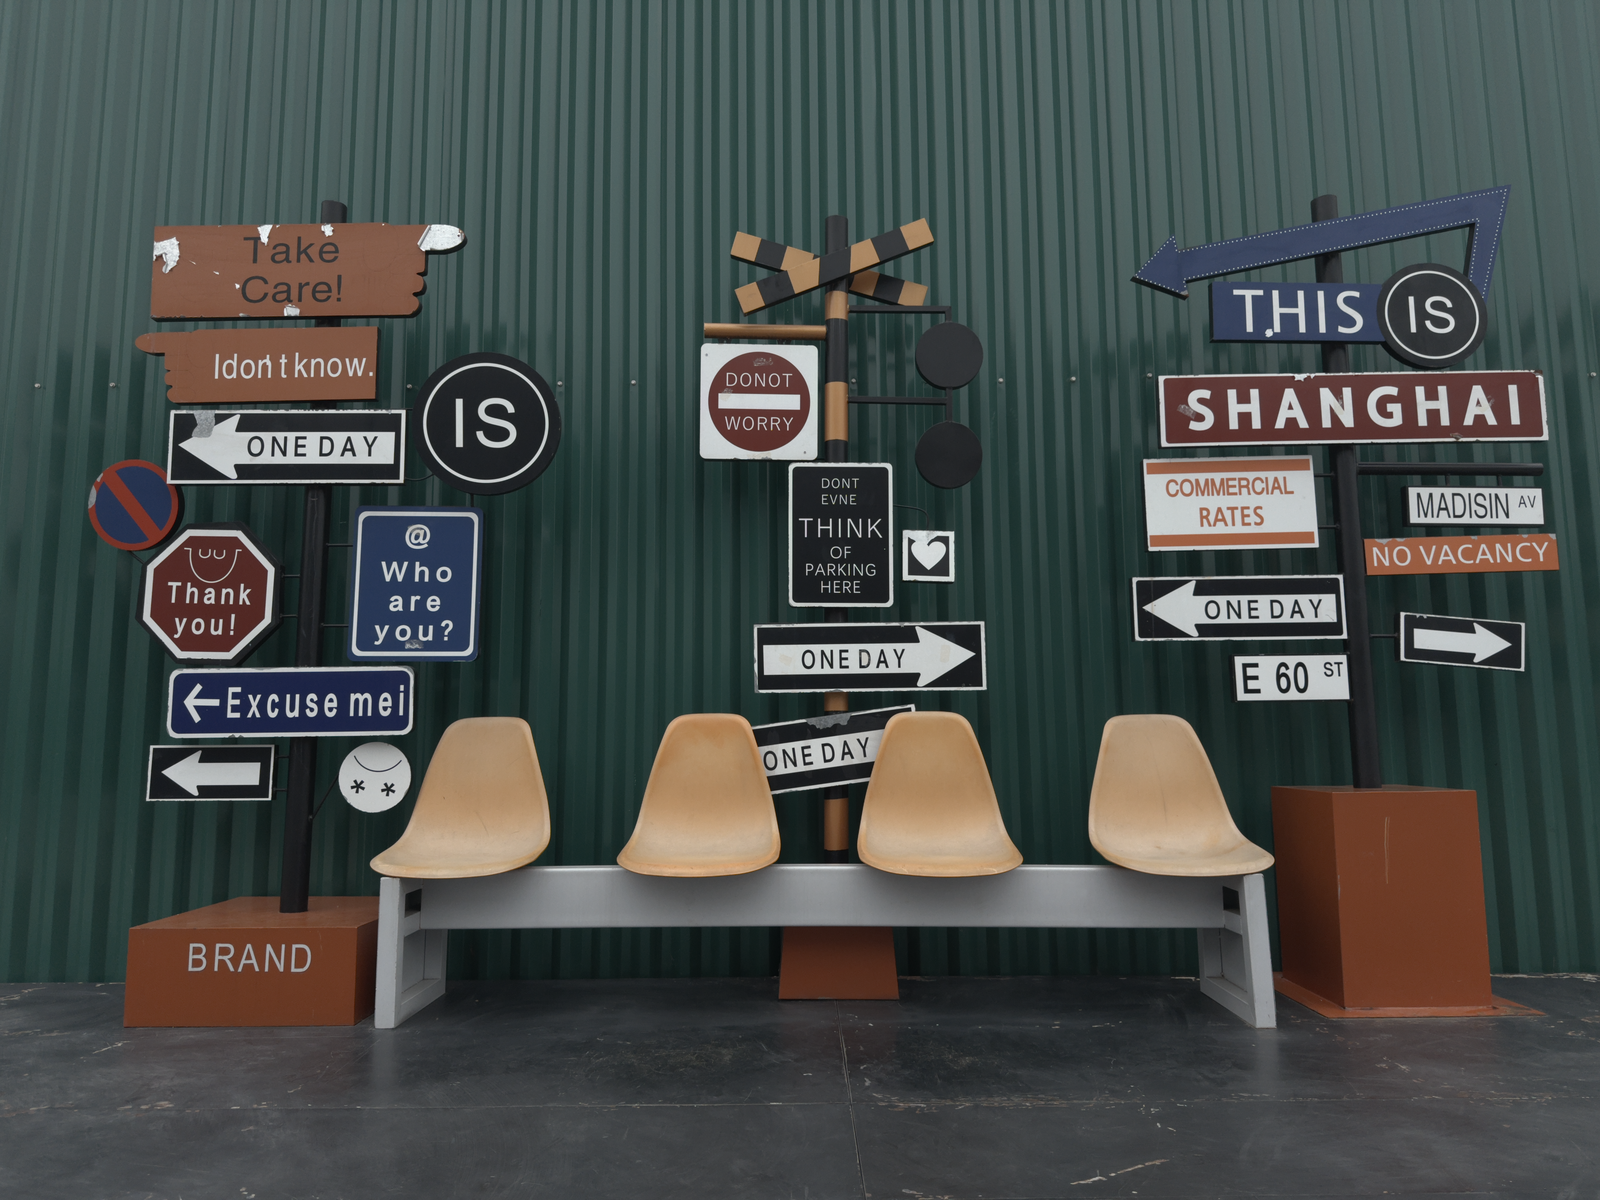 Take
Care!
Idon't know.
ONE DAY
IS
Thank
you!
@
Who
are
you?
Excuse mei
BRAND
DONOT
WORRY
DONT
EVNE
THINK
OF
PARKING
HERE
ONE DAY
ONE DAY
THIS IS
SHANGHAI
COMMERCIAL
RATES
MADISIN AV
NO VACANCY
ONE DAY
E 60 ST